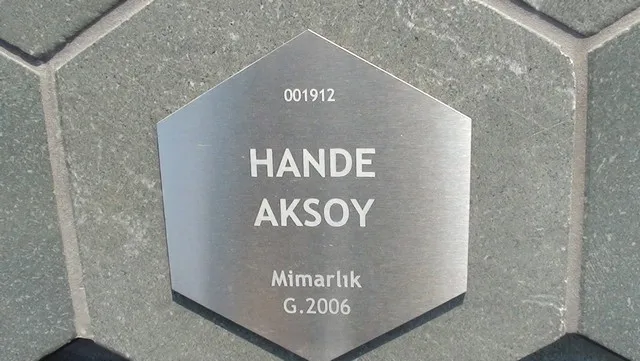 001912
HANDE
AKSOY
Mimarlık
G.2006